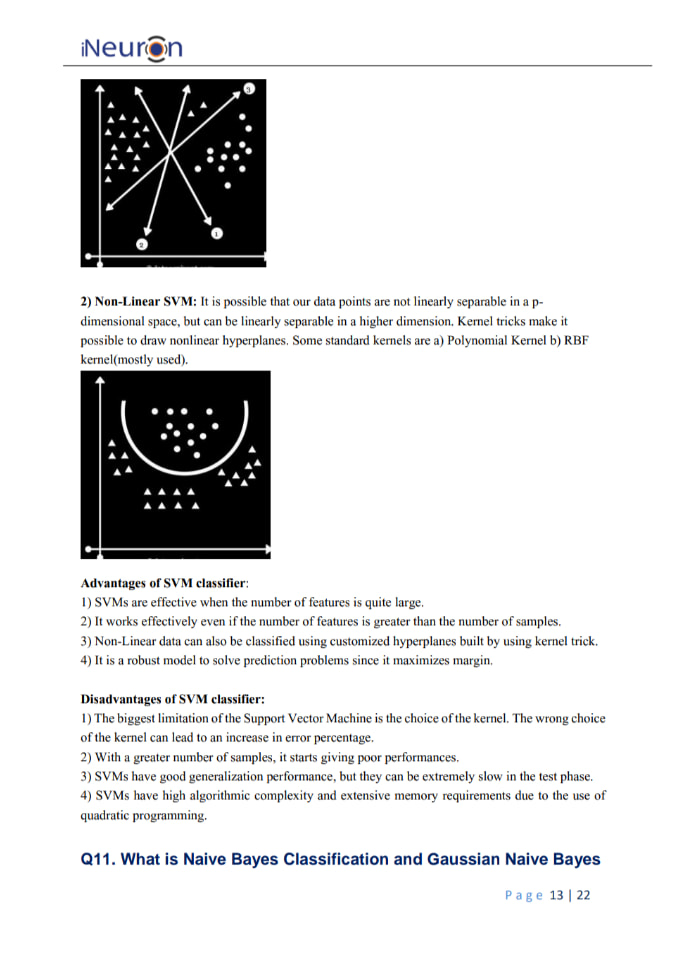 iNeuron
3
2
1
2) Non-Linear SVM: It is possible that our data points are not linearly separable in a p-
dimensional space, but can be linearly separable in a higher dimension. Kernel tricks make it
possible to draw nonlinear hyperplanes. Some standard kernels are a) Polynomial Kernel b) RBF
kernel(mostly used).
Advantages of SVM classifier:
1) SVMs are effective when the number of features is quite large.
2) It works effectively even if the number of features is greater than the number of samples.
3) Non-Linear data can also be classified using customized hyperplanes built by using kernel trick.
4) It is a robust model to solve prediction problems since it maximizes margin.
Disadvantages of SVM classifier:
1) The biggest limitation of the Support Vector Machine is the choice of the kernel. The wrong choice
of the kernel can lead to an increase in error percentage.
2) With a greater number of samples, it starts giving poor performances.
3) SVMs have good generalization performance, but they can be extremely slow in the test phase.
4) SVMs have high algorithmic complexity and extensive memory requirements due to the use of
quadratic programming.
Q11. What is Naive Bayes Classification and Gaussian Naive Bayes
Page 13 | 22